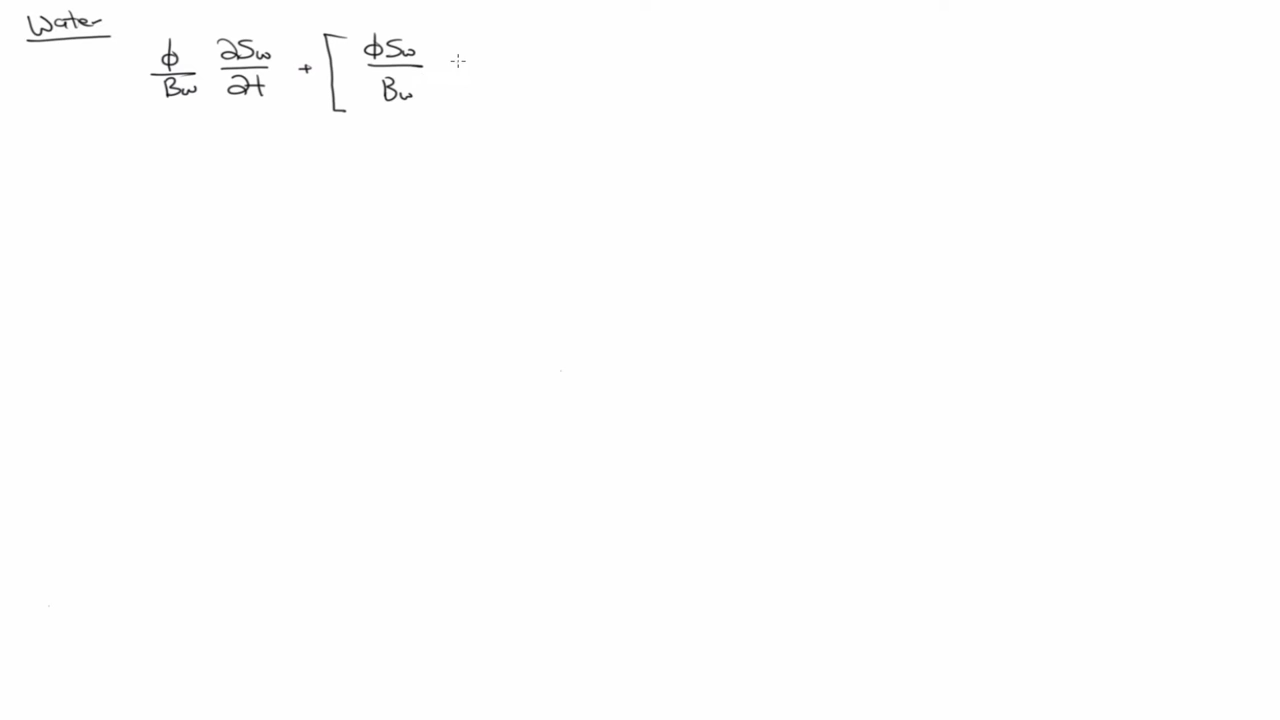 Water
ϕ/Bw ∂Sw/∂t + [ ϕSw/Bw